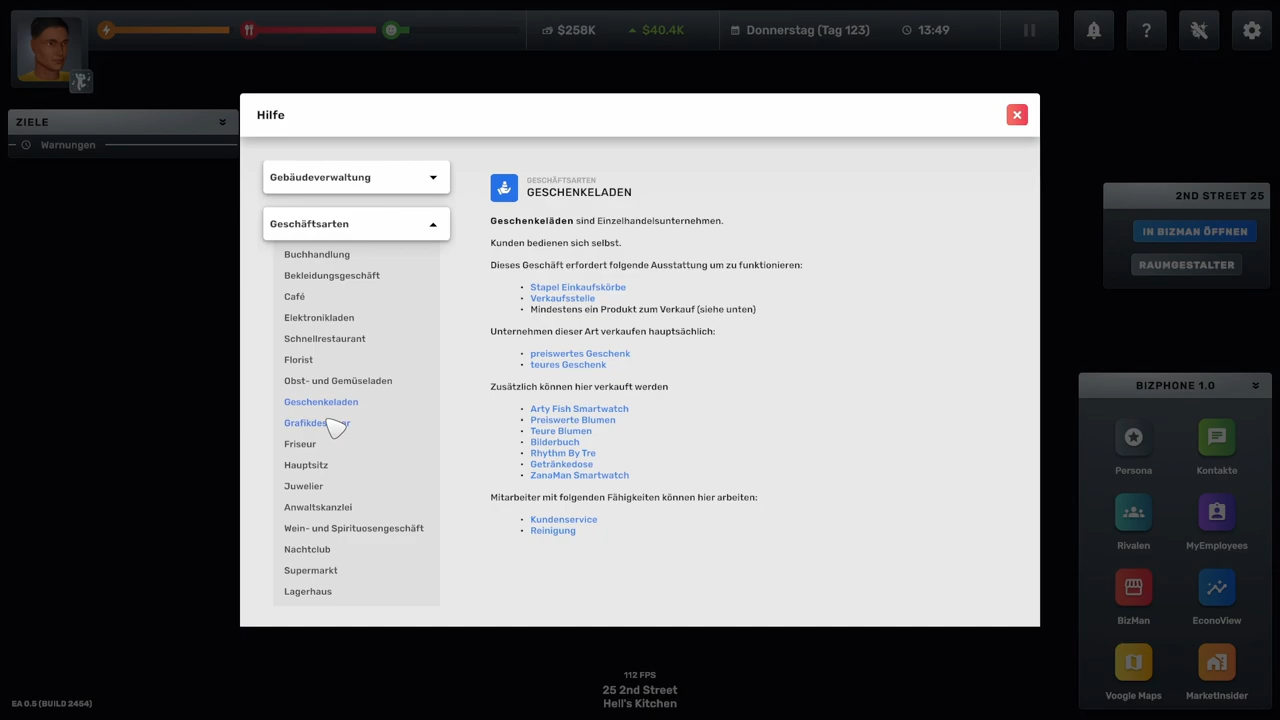 $258K
$40.4K
Donnerstag (Tag 123)
13:49
ZIELE
Warnungen
Hilfe
Gebäudeverwaltung
Geschäftsarten
Buchhandlung
Bekleidungsgeschäft
Café
Elektronikladen
Schnellrestaurant
Florist
Obst- und Gemüseladen
Geschenkeladen
Friseur
Hauptsitz
Juwelier
Anwaltskanzlei
Wein- und Spirituosengeschäft
Nachtclub
Supermarkt
Lagerhaus
GESCHÄFTSARTEN
GESCHENKELADEN
Geschenkeläden sind Einzelhandelsunternehmen.
Kunden bedienen sich selbst.
Dieses Geschäft erfordert folgende Ausstattung um zu funktionieren:
• Stapel Einkaufskörbe
• Verkaufsstelle
• Mindestens ein Produkt zum Verkauf (siehe unten)
Unternehmen dieser Art verkaufen hauptsächlich:
• preiswertes Geschenk
• teures Geschenk
Zusätzlich können hier verkauft werden
• Arty Fish Smartwatch
• Preiswerte Blumen
• Teure Blumen
• Bilderbuch
• Rhythm By Tre
• Getränkedose
• ZanaMan Smartwatch
Mitarbeiter mit folgenden Fähigkeiten können hier arbeiten:
• Kundenservice
• Reinigung
2ND STREET 25
IN BIZMAN ÖFFNEN
RAUMGESTALTER
BIZPHONE 1.0
Persona
Kontakte
Rivalen
MyEmployees
BizMan
EconoView
Voogle Maps
MarketInsider
112 FPS
25 2nd Street
Hell's Kitchen
EA 0.5 (BUILD 2454)